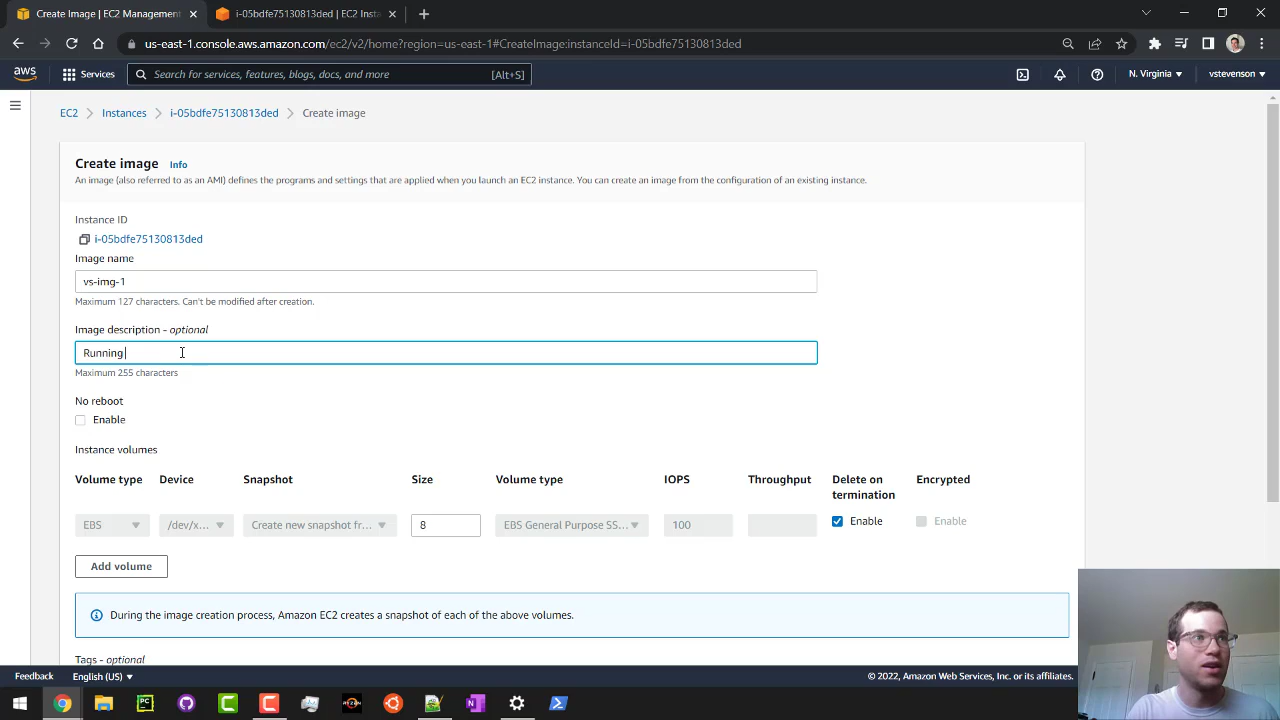 Create Image | EC2 Management
i-05bdfe75130813ded | EC2 Insta
us-east-1.console.aws.amazon.com/ec2/v2/home?region=us-east-1#CreateImage:instanceId=i-05bdfe75130813ded
aws
Services
Search for services, features, blogs, docs, and more
[Alt+S]
N. Virginia
vstevenson
EC2
Instances
i-05bdfe75130813ded
Create image
Create image
Info
An image (also referred to as an AMI) defines the programs and settings that are applied when you launch an EC2 instance. You can create an image from the configuration of an existing instance.
Instance ID
i-05bdfe75130813ded
Image name
vs-img-1
Maximum 127 characters. Can't be modified after creation.
Image description - optional
Running
Maximum 255 characters
No reboot
Enable
Instance volumes
Volume type Device Snapshot Size Volume type IOPS Throughput Delete on termination Encrypted
EBS /dev/x... Create new snapshot fr... 8 EBS General Purpose SS... 100 Enable Enable
Add volume
During the image creation process, Amazon EC2 creates a snapshot of each of the above volumes.
Tags - optional
Feedback
English (US)
© 2022, Amazon Web Services, Inc. or its affiliates.